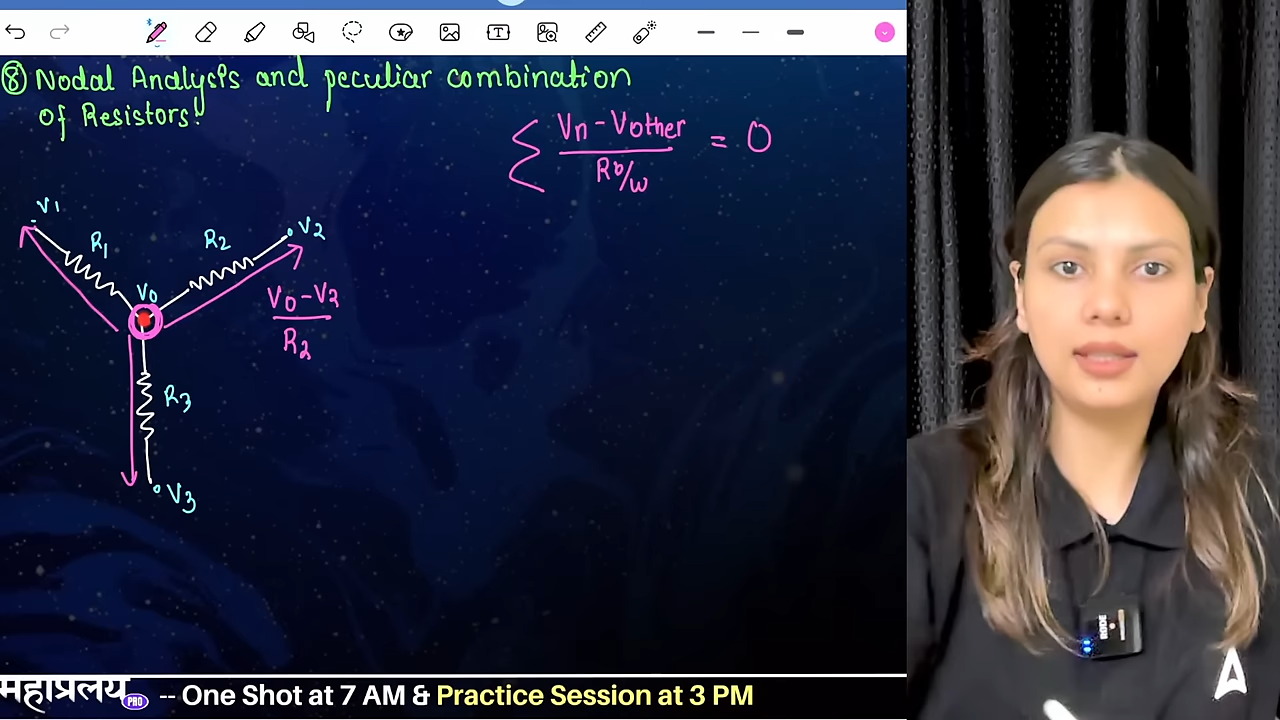 ⑧ Nodal Analysis and peculiar combination
of Resistors:
Σ Vn - Vother / R b/w = 0
V1
R1
R2
V2
V0
V0 - V2 / R2
R3
V3
RODE
महाप्रलय PRO -- One Shot at 7 AM & Practice Session at 3 PM